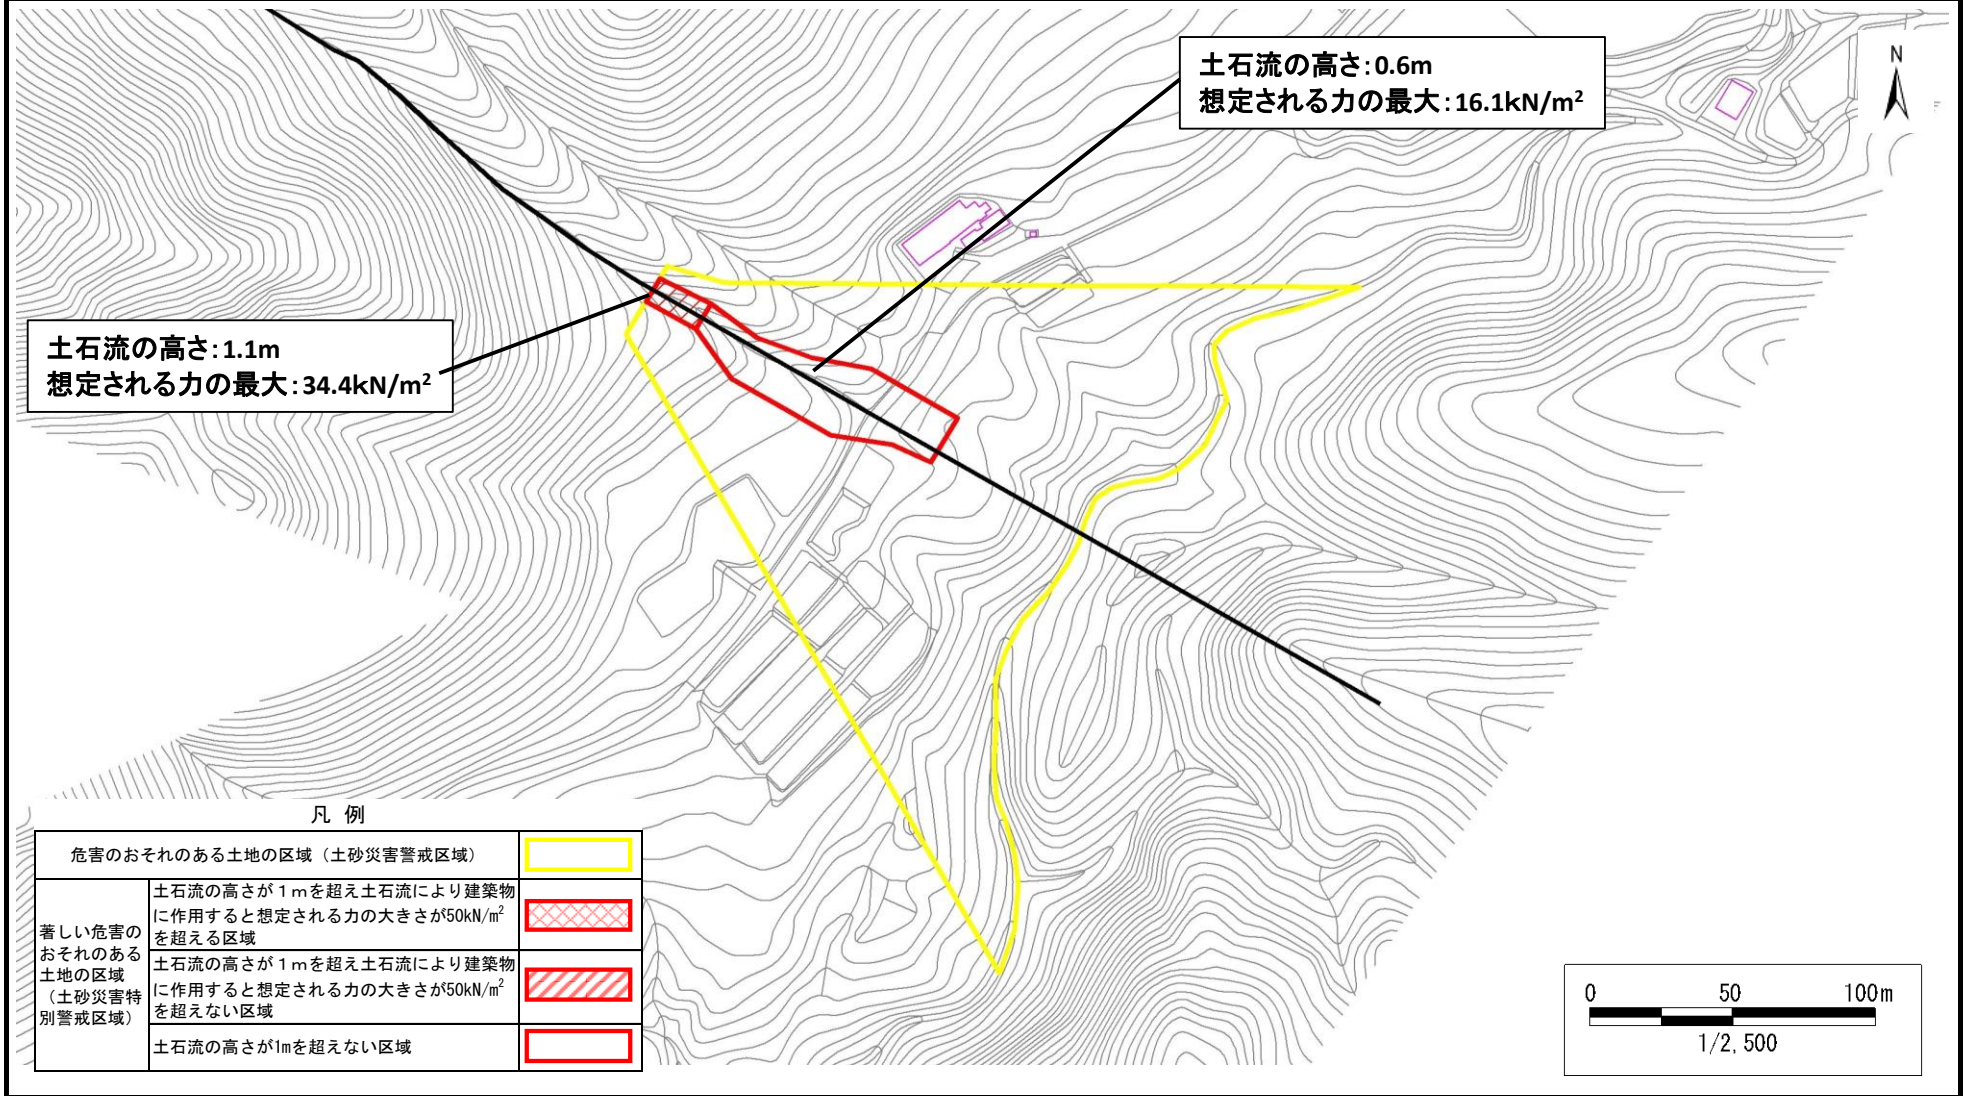 土石流の高さ:0.6m
想定される力の最大:16.1kN/m²
N
土石流の高さ:1.1m
想定される力の最大:34.4kN/m²
凡 例
危害のおそれのある土地の区域（土砂災害警戒区域）
著しい危害の
おそれのある
土地の区域
（土砂災害特
別警戒区域）
土石流の高さが１ｍを超え土石流により建築物
に作用すると想定される力の大きさが50kN/m²
を超える区域
土石流の高さが１ｍを超え土石流により建築物
に作用すると想定される力の大きさが50kN/m²
を超えない区域
土石流の高さが1mを超えない区域
0 50 100m
1/2,500